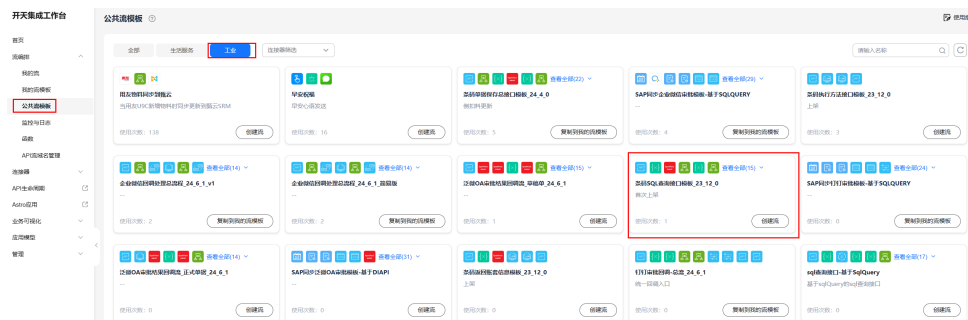 开天集成工作台
公共流模板
使用
首页
流编排
我的流
我的流模板
公共流模板
监控与日志
函数
API流域名管理
连接器
API生命周期
Astro应用
业务可视化
应用模型
管理
全部
生活服务
工业
连接器筛选
请输入名称
用友物料同步到甄云
当用友U9C新增物料时同步更新到甄云SRM
使用次数: 138
创建流
早安祝福
早安心语发送
使用次数: 16
创建流
查看全部(22)
条码单据保存总接口模板_24_4_0
使用次数: 5
复制到我的流模板
查看全部(29)
SAP同步企业微信审批模板-基于SQLQUERY
...
使用次数: 4
复制到我的流模板
条码执行方法接口模板_23_12_0
上架
使用次数: 3
创建流
查看全部(14)
企业微信回调处理总流程_24_6_1_v1
...
使用次数: 2
复制到我的流模板
查看全部(14)
企业微信回调处理总流程_24_6_1_简易版
...
使用次数: 2
复制到我的流模板
查看全部(15)
泛微OA审批结果回调流_草稿单_24_6_1
...
使用次数: 1
创建流
查看全部(15)
条码SQL查询接口模板_23_12_0
首次上架
使用次数: 1
创建流
查看全部(24)
SAP同步钉钉审批模板-基于SQLQUERY
...
使用次数: 0
复制到我的流模板
查看全部(14)
泛微OA审批结果回调流_正式单据_24_6_1
...
使用次数: 0
创建流
查看全部(31)
SAP同步泛微OA审批模板-基于DIAPI
...
使用次数: 0
复制到我的流模板
条码返回账套信息模板_23_12_0
上架
使用次数: 0
创建流
钉钉审批回调-总流_24_6_1
统一回调入口
使用次数: 0
复制到我的流模板
查看全部(17)
sql查询接口-基于SqlQuery
基于sqlQuery的sql查询接口
使用次数: 0
创建流